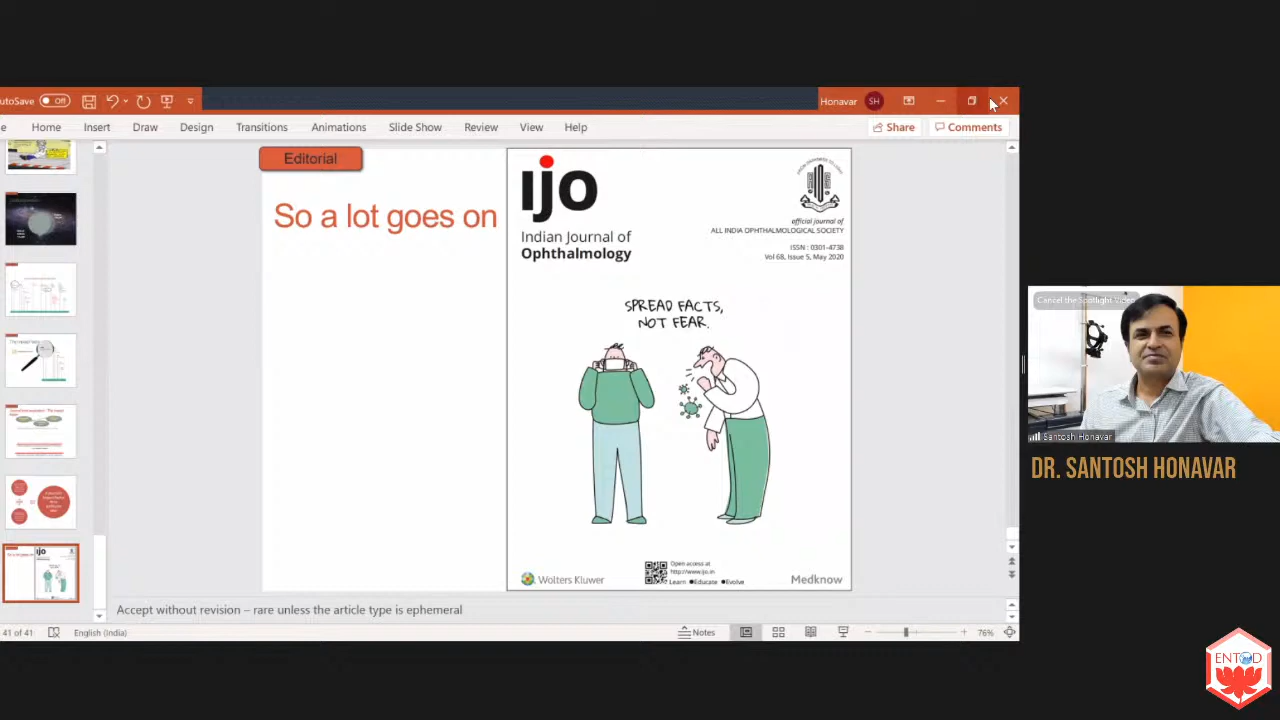 utoSave Off
Honavar SH
e Home Insert Draw Design Transitions Animations Slide Show Review View Help
Share Comments
Editorial
So a lot goes on
ijo
Indian Journal of
Ophthalmology
official journal of
ALL INDIA OPHTHALMOLOGICAL SOCIETY
ISSN : 0301-4738
Vol 68, Issue 5, May 2020
SPREAD FACTS,
NOT FEAR.
Wolters Kluwer
Open access at
http://www.ijo.in
Learn ●Educate ●Evolve
Medknow
Accept without revision – rare unless the article type is ephemeral
41 of 41 English (India)
Notes
76%
Cancel the Spotlight Video
Santosh Honavar
DR. SANTOSH HONAVAR
ENTOD